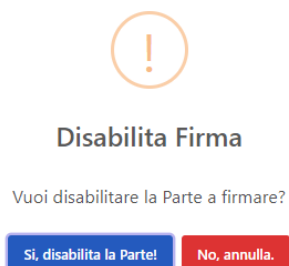 !
Disabilita Firma
Vuoi disabilitare la Parte a firmare?
Si, disabilita la Parte!
No, annulla.